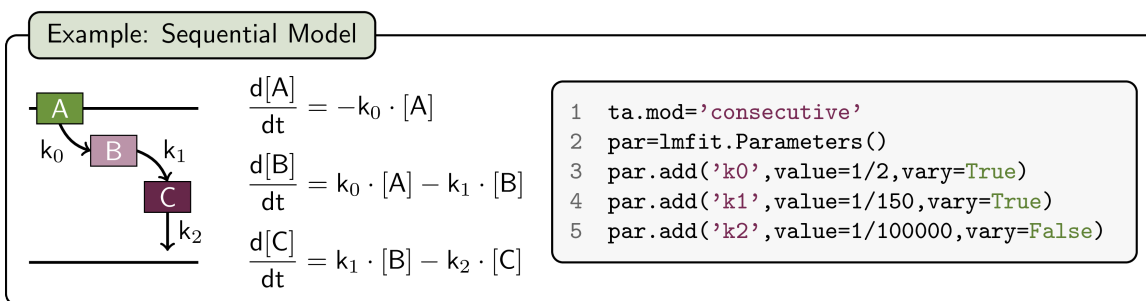 Example: Sequential Model
A
k0
B
k1
C
k2
d[A]/dt = −k0 · [A]
d[B]/dt = k0 · [A] − k1 · [B]
d[C]/dt = k1 · [B] − k2 · [C]
1 ta.mod='consecutive'
2 par=lmfit.Parameters()
3 par.add('k0',value=1/2,vary=True)
4 par.add('k1',value=1/150,vary=True)
5 par.add('k2',value=1/100000,vary=False)